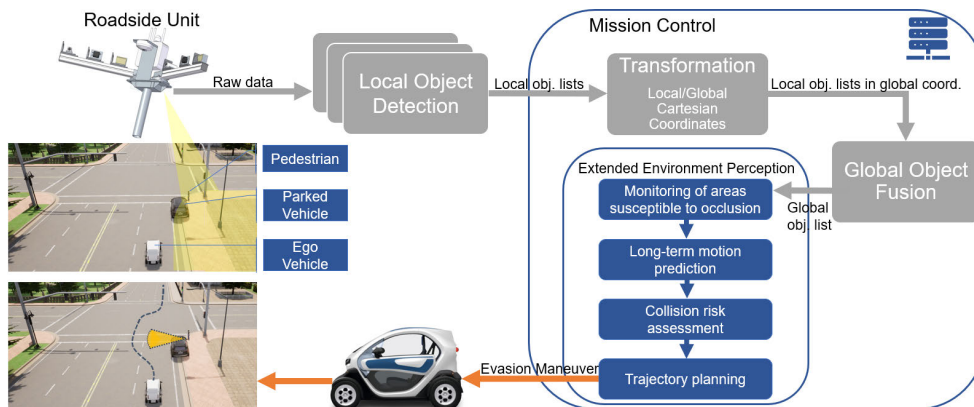 Roadside Unit
Mission Control
Raw data
Local Object
Detection
Local obj. lists
Transformation
Local/Global
Cartesian
Coordinates
Local obj. lists in global coord.
Global Object
Fusion
Global
obj. list
Pedestrian
Parked
Vehicle
Ego
Vehicle
Extended Environment Perception
Monitoring of areas
susceptible to occlusion
Long-term motion
prediction
Collision risk
assessment
Trajectory planning
Evasion Maneuver